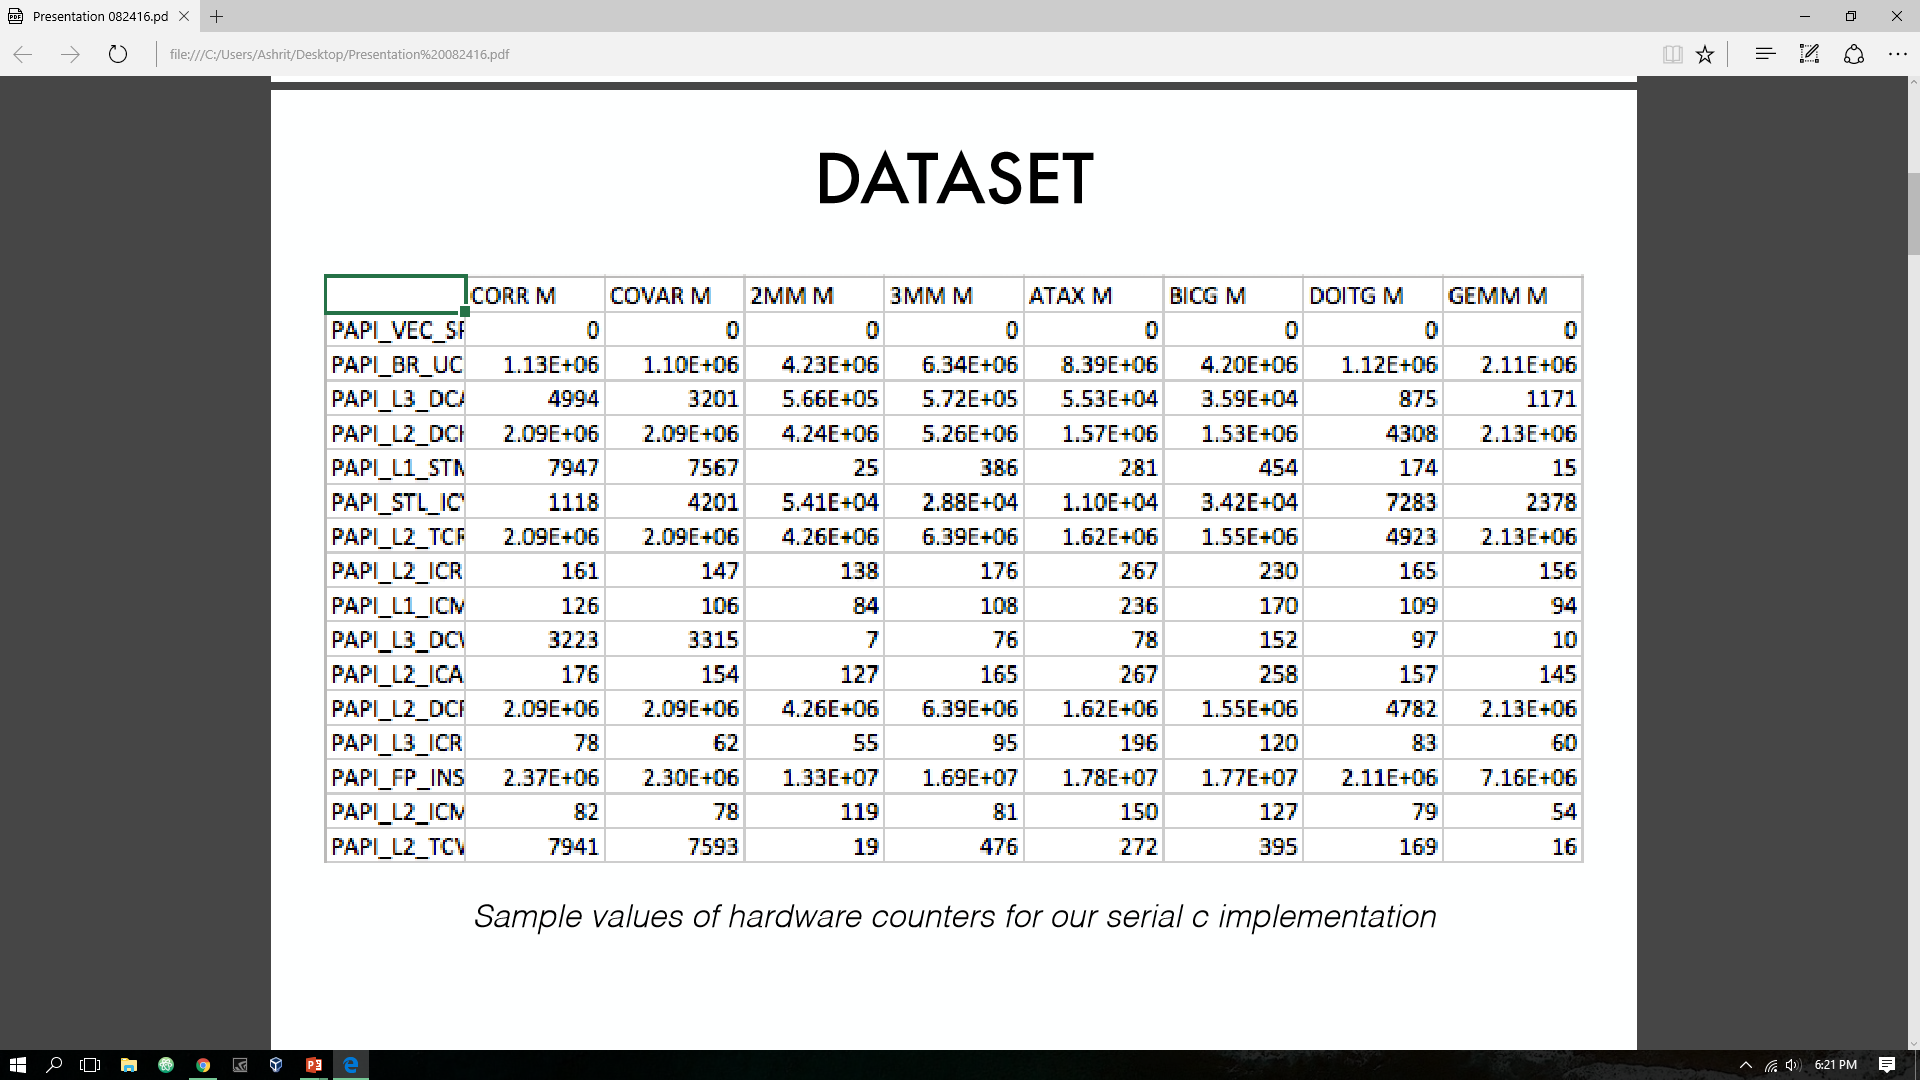 Presentation 082416.pd
file:///C:/Users/Ashrit/Desktop/Presentation%20082416.pdf
DATASET
CORR M COVAR M 2MM M 3MM M ATAX M BICG M DOITG M GEMM M
PAPI_VEC_SP 0 0 0 0 0 0 0 0
PAPI_BR_UC 1.13E+06 1.10E+06 4.23E+06 6.34E+06 8.39E+06 4.20E+06 1.12E+06 2.11E+06
PAPI_L3_DCA 4994 3201 5.66E+05 5.72E+05 5.53E+04 3.59E+04 875 1171
PAPI_L2_DCH 2.09E+06 2.09E+06 4.24E+06 5.26E+06 1.57E+06 1.53E+06 4308 2.13E+06
PAPI_L1_STM 7947 7567 25 386 281 454 174 15
PAPI_STL_ICY 1118 4201 5.41E+04 2.88E+04 1.10E+04 3.42E+04 7283 2378
PAPI_L2_TCR 2.09E+06 2.09E+06 4.26E+06 6.39E+06 1.62E+06 1.55E+06 4923 2.13E+06
PAPI_L2_ICR 161 147 138 176 267 230 165 156
PAPI_L1_ICM 126 106 84 108 236 170 109 94
PAPI_L3_DCW 3223 3315 7 76 78 152 97 10
PAPI_L2_ICA 176 154 127 165 267 258 157 145
PAPI_L2_DCR 2.09E+06 2.09E+06 4.26E+06 6.39E+06 1.62E+06 1.55E+06 4782 2.13E+06
PAPI_L3_ICR 78 62 55 95 196 120 83 60
PAPI_FP_INS 2.37E+06 2.30E+06 1.33E+07 1.69E+07 1.78E+07 1.77E+07 2.11E+06 7.16E+06
PAPI_L2_ICM 82 78 119 81 150 127 79 54
PAPI_L2_TCW 7941 7593 19 476 272 395 169 16
Sample values of hardware counters for our serial c implementation
6:21 PM